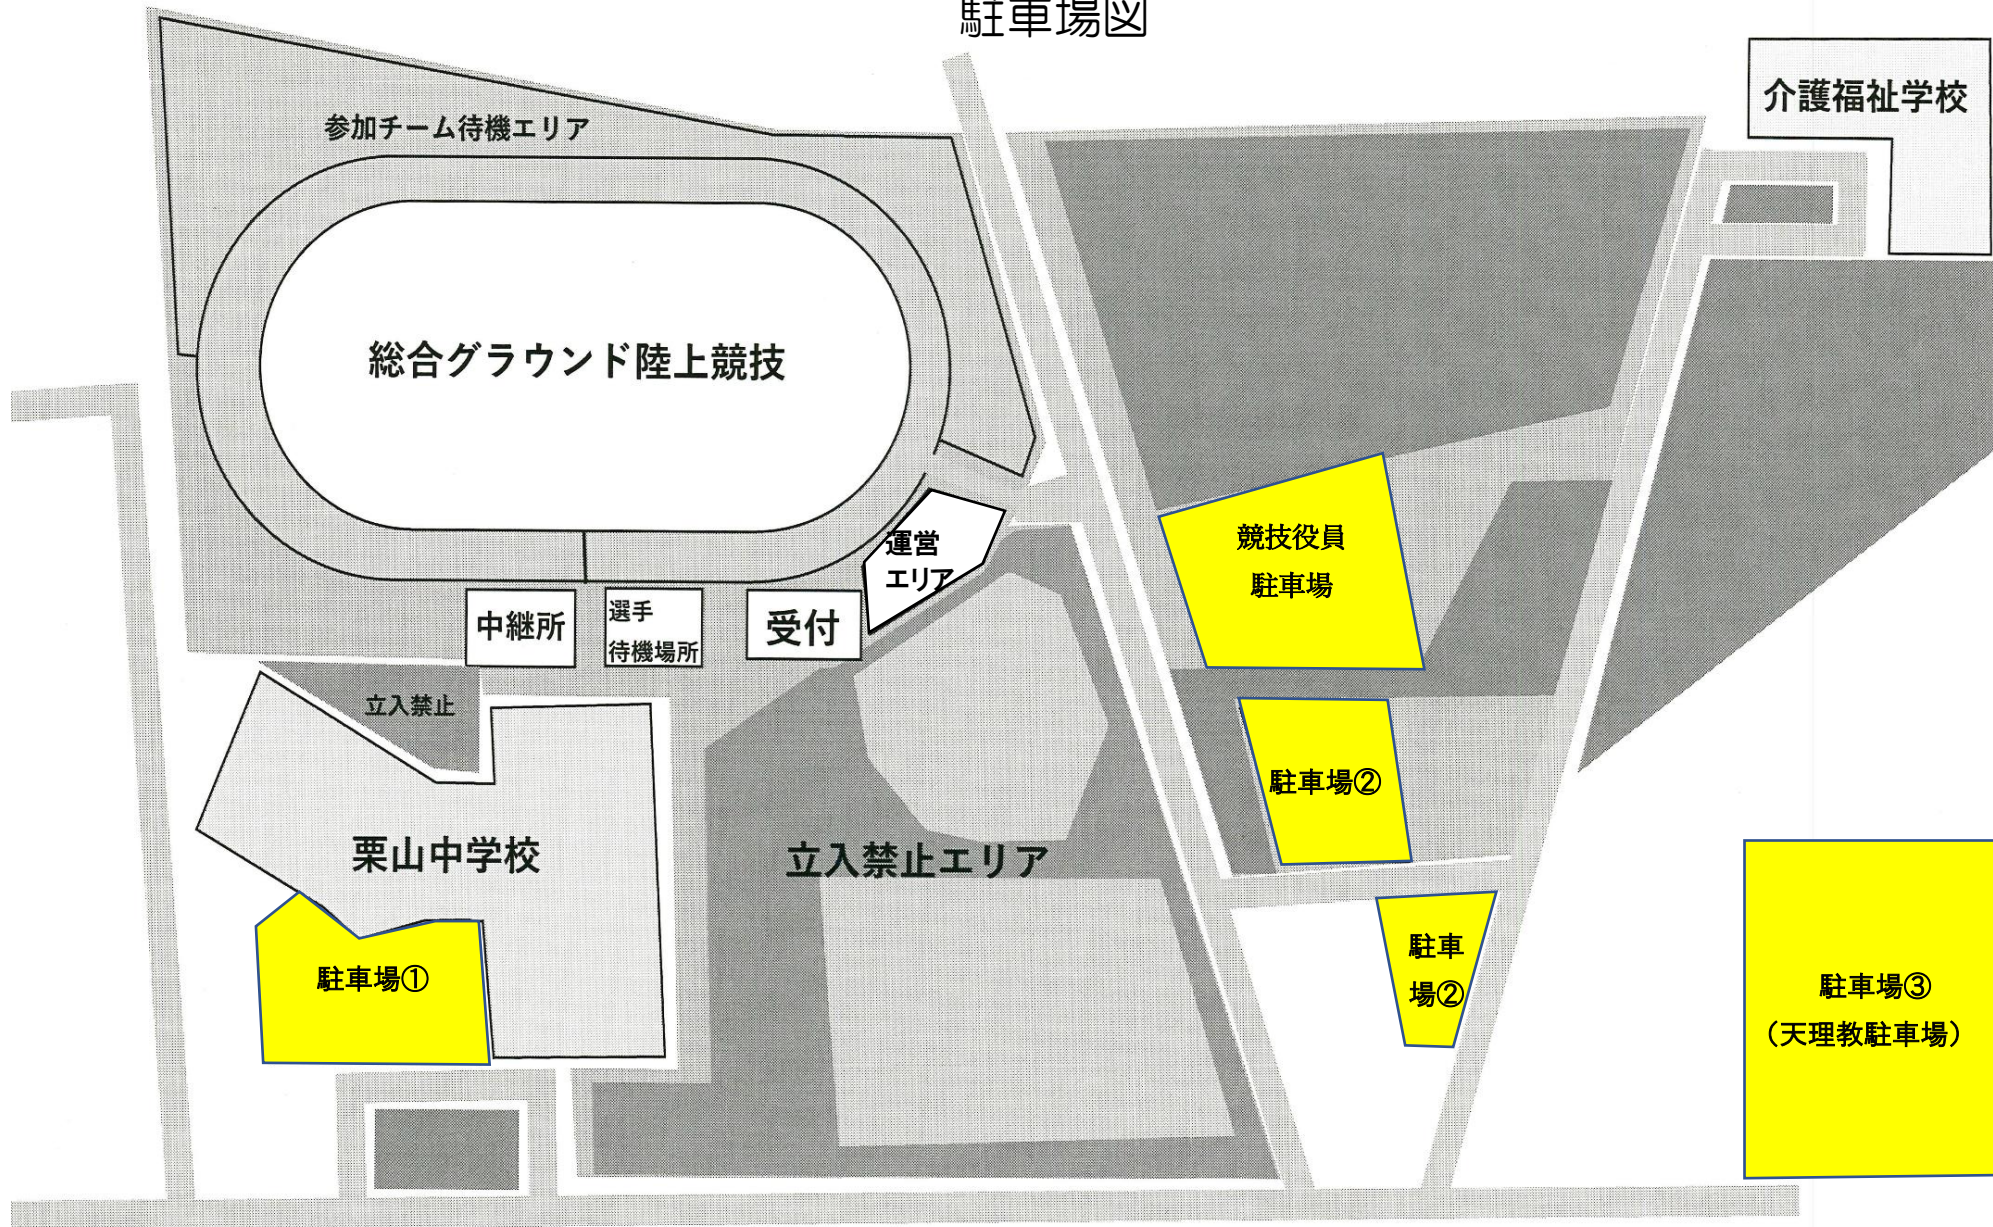 駐車場図
介護福祉学校
参加チーム待機エリア
総合グラウンド陸上競技
運営
エリア
競技役員
駐車場
中継所
選手
待機場所
受付
立入禁止
駐車場②
栗山中学校
立入禁止エリア
駐車場①
駐車
場②
駐車場③
（天理教駐車場）